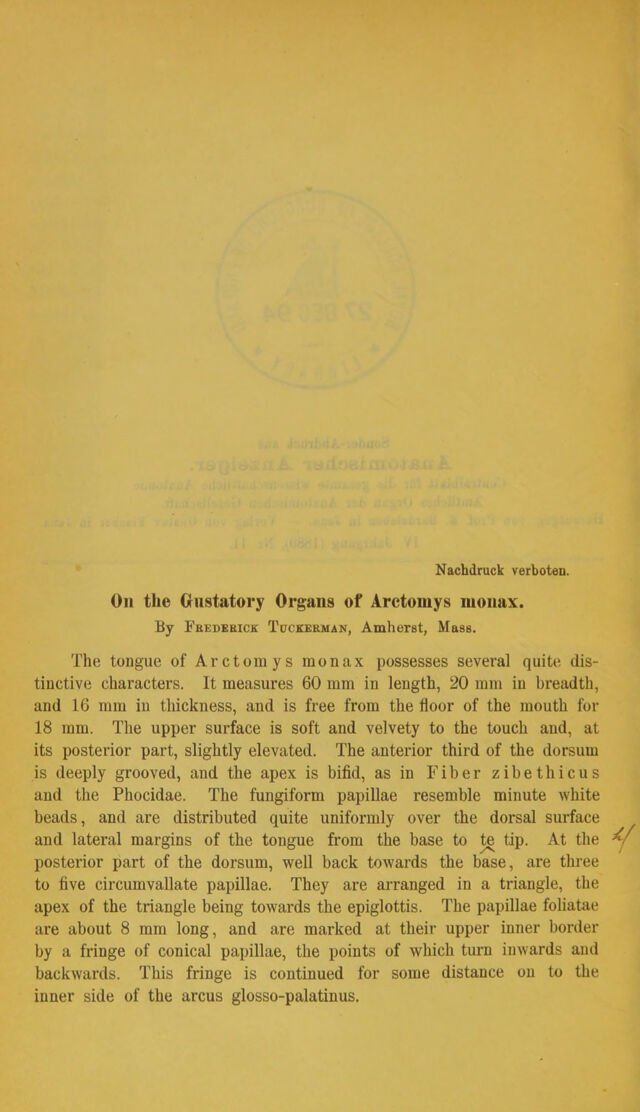 Nachdruck verboten.
On the Gustatory Organs of Arctomys monax.
By Frederick Tuckerman, Amherst, Mass.
The tongue of Arctomys monax possesses several quite dis-
tinctive characters. It measures 60 mm in length, 20 mm in breadth,
and 16 mm in thickness, and is free from the floor of the mouth for
18 mm. The upper surface is soft and velvety to the touch and, at
its posterior part, slightly elevated. The anterior third of the dorsum
is deeply grooved, and the apex is bifid, as in Fiber zibethicus
and the Phocidae. The fungiform papillae resemble minute white
beads, and are distributed quite uniformly over the dorsal surface
and lateral margins of the tongue from the base to te tip. At the
posterior part of the dorsum, well back towards the base, are three
to five circumvallate papillae. They are arranged in a triangle, the
apex of the triangle being towards the epiglottis. The papillae foliatae
are about 8 mm long, and are marked at their upper inner border
by a fringe of conical papillae, the points of which turn inwards and
backwards. This fringe is continued for some distance on to the
inner side of the arcus glosso-palatinus.